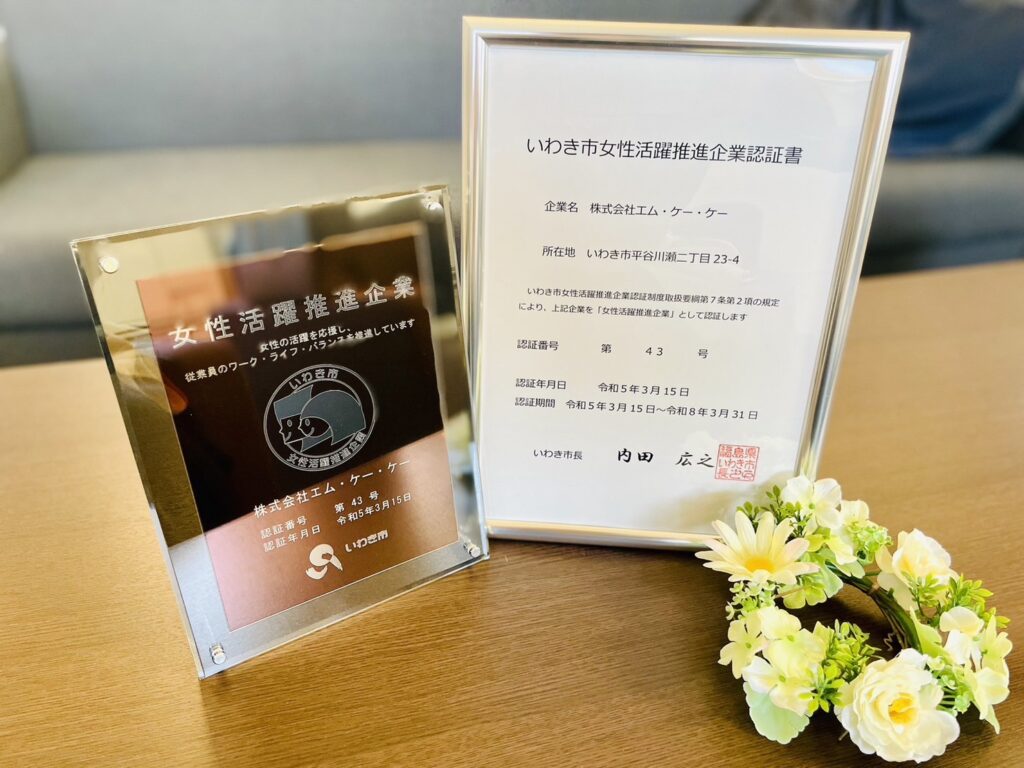 女性活躍推進企業
女性の活躍を応援し、
従業員のワーク・ライフ・バランスを推進しています
いわき市
女性活躍推進企業
株式会社エム・ケー・ケー
認証番号 第 43 号
認証年月日 令和5年3月15日
いわき市
いわき市女性活躍推進企業認証書
企業名 株式会社エム・ケー・ケー
所在地 いわき市平谷川瀬二丁目 23-4
いわき市女性活躍推進企業認証制度取扱要綱第7条第2項の規定
により、上記企業を「女性活躍推進企業」として認証します
認証番号 第 43 号
認証年月日 令和5年3月15日
認証期間 令和5年3月15日～令和8年3月31日
いわき市長 内田 広之
福島県
いわき市
長之印